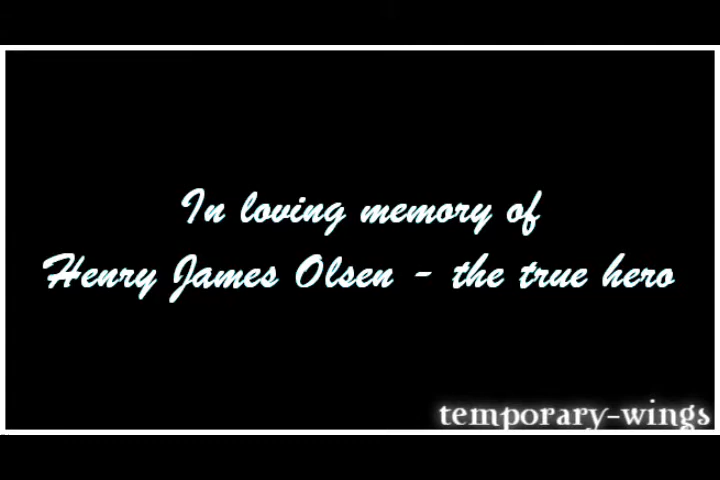 In loving memory of
Henry James Olsen - the true hero
temporary-wings